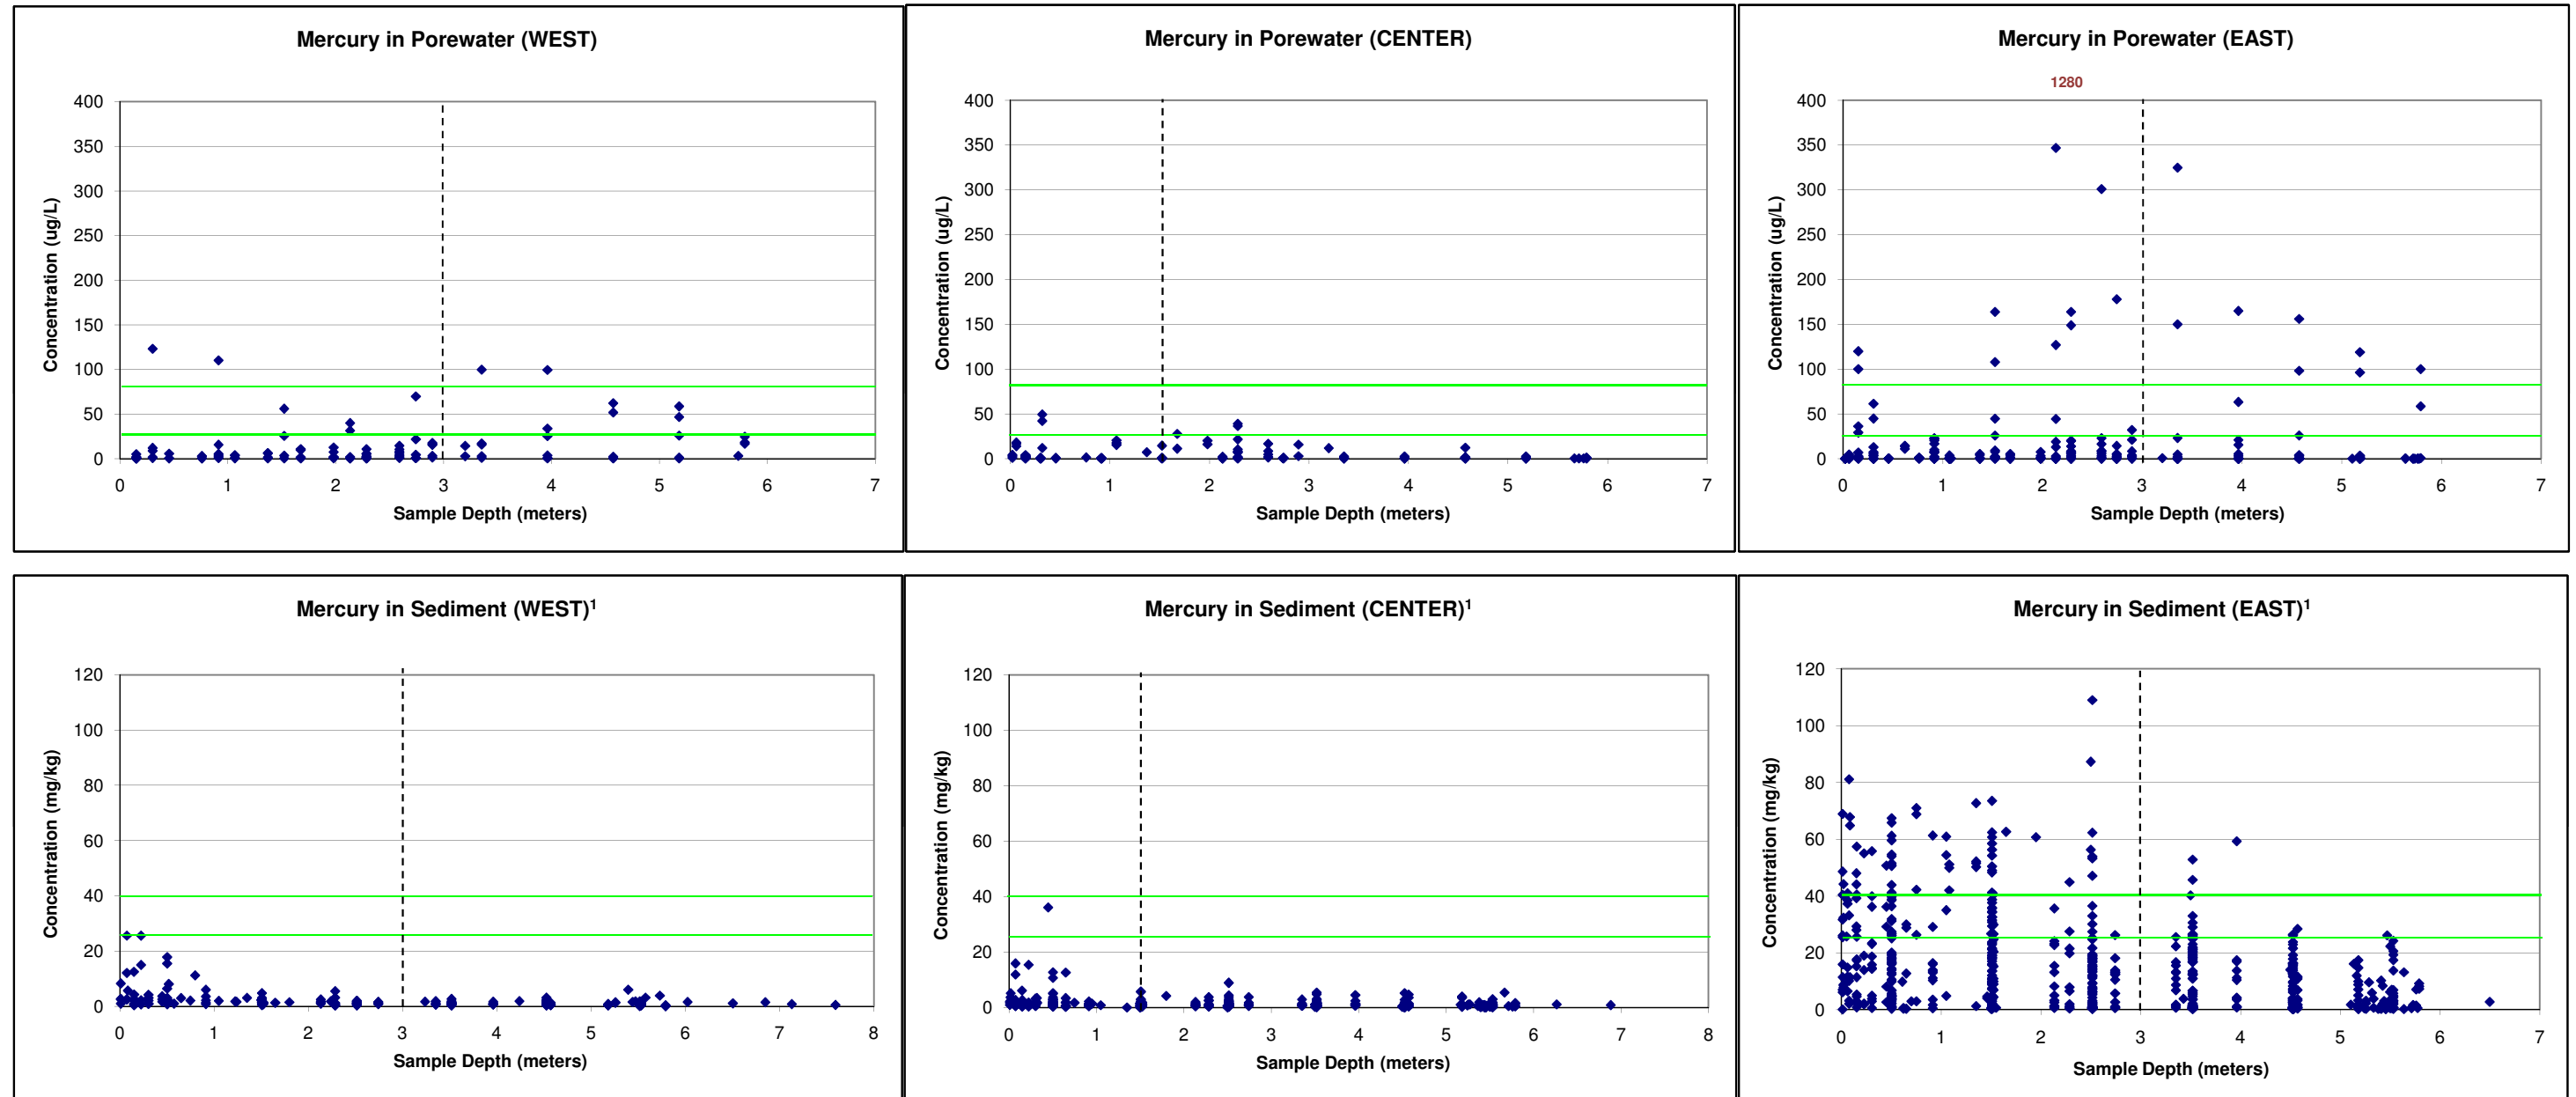 Mercury in Porewater (WEST)
400
350
300
250
200
150
100
50
0
Concentration (ug/L)
0 1 2 3 4 5 6 7
Sample Depth (meters)
Mercury in Porewater (CENTER)
400
350
300
250
200
150
100
50
0
Concentration (ug/L)
0 1 2 3 4 5 6 7
Sample Depth (meters)
Mercury in Porewater (EAST)
1280
400
350
300
250
200
150
100
50
0
Concentration (ug/L)
0 1 2 3 4 5 6 7
Sample Depth (meters)
Mercury in Sediment (WEST)¹
120
100
80
60
40
20
0
Concentration (mg/kg)
0 1 2 3 4 5 6 7 8
Sample Depth (meters)
Mercury in Sediment (CENTER)¹
120
100
80
60
40
20
0
Concentration (mg/kg)
0 1 2 3 4 5 6 7 8
Sample Depth (meters)
Mercury in Sediment (EAST)¹
120
100
80
60
40
20
0
Concentration (mg/kg)
0 1 2 3 4 5 6 7
Sample Depth (meters)